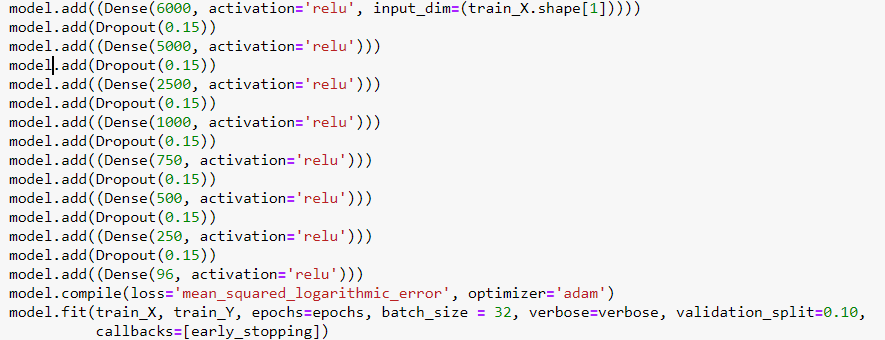 model.add((Dense(6000, activation='relu', input_dim=(train_X.shape[1]))))
model.add(Dropout(0.15))
model.add((Dense(5000, activation='relu')))
model.add(Dropout(0.15))
model.add((Dense(2500, activation='relu')))
model.add(Dropout(0.15))
model.add((Dense(1000, activation='relu')))
model.add(Dropout(0.15))
model.add((Dense(750, activation='relu')))
model.add(Dropout(0.15))
model.add((Dense(500, activation='relu')))
model.add(Dropout(0.15))
model.add((Dense(250, activation='relu')))
model.add(Dropout(0.15))
model.add((Dense(96, activation='relu')))
model.compile(loss='mean_squared_logarithmic_error', optimizer='adam')
model.fit(train_X, train_Y, epochs=epochs, batch_size = 32, verbose=verbose, validation_split=0.10,
callbacks=[early_stopping])